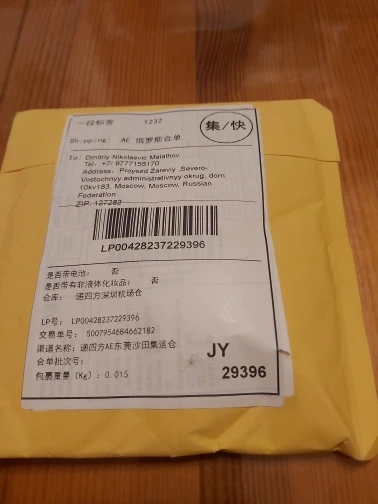 一段标签 1232
集/快
Shipping: AE 俄罗斯合单
To: Dmitriy Nikolaevic Malalhov
Tel: +7/ 9777155170
Address: Proyezd Zareviy ,Severo-
Vostochnyy administrativnyy okrug, dom
10kv183, Moscow, Moscow, Russian
Federation
ZIP: 127282
LP00428237229396
是否带电池: 否
是否带有非液体化妆品: 否
仓库: 递四方深圳机场仓
LP号: LP00428237229396
交易单号: 5007954684662182
渠道名称: 递四方AE东莞沙田集运仓
合单批次号:
包裹重量(Kg): 0.015
JY
29396